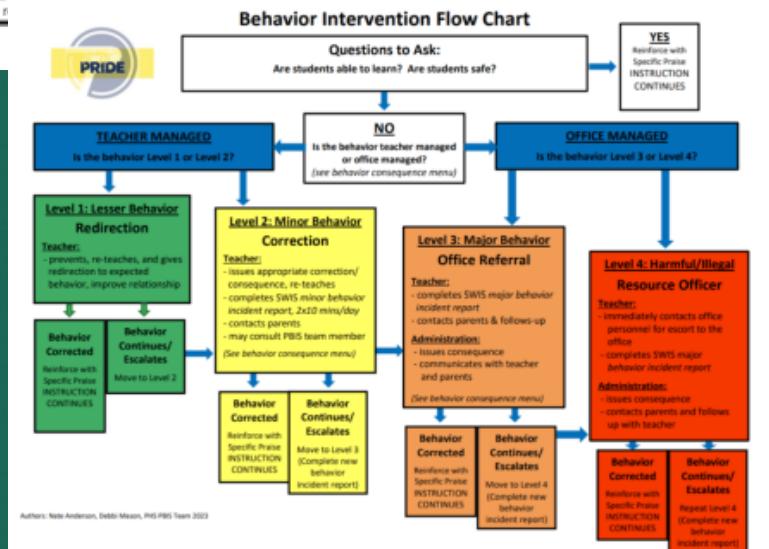 Behavior Intervention Flow Chart
PRIDE
Questions to Ask:
Are students able to learn? Are students safe?
YES
Reinforce with
Specific Praise
INSTRUCTION
CONTINUES
NO
Is the behavior teacher managed
or office managed?
(see behavior consequence menu)
TEACHER MANAGED
Is the behavior Level 1 or Level 2?
OFFICE MANAGED
Is the behavior Level 3 or Level 4?
Level 1: Lesser Behavior
Redirection
Teacher:
- prevents, re-teaches, and gives
redirection to expected
behavior, improve relationship
Behavior
Corrected
Reinforce with
Specific Praise
INSTRUCTION
CONTINUES
Behavior
Continues/
Escalates
Move to Level 2
Level 2: Minor Behavior
Correction
Teacher:
- issues appropriate correction/
consequence, re-teaches
- completes SWIS minor behavior
incident report, 2x10 mins/day
- contacts parents
- may consult PBIS team member
(See behavior consequence menu)
Behavior
Corrected
Reinforce with
Specific Praise
INSTRUCTION
CONTINUES
Behavior
Continues/
Escalates
Move to Level 3
(Complete new
behavior
incident report)
Level 3: Major Behavior
Office Referral
Teacher:
- completes SWIS major behavior
incident report
- contacts parents & follows-up
Administration:
- issues consequence
- communicates with teacher
and parents
(See behavior consequence menu)
Behavior
Corrected
Reinforce with
Specific Praise
INSTRUCTION
CONTINUES
Behavior
Continues/
Escalates
Move to Level 4
(Complete new
behavior
incident report)
Level 4: Harmful/Illegal
Resource Officer
Teacher:
- immediately contacts office
personnel for escort to the
office
- completes SWIS major
behavior incident report
Administration:
- issues consequence
- contacts parents and follows
up with teacher
Behavior
Corrected
Reinforce with
Specific Praise
INSTRUCTION
CONTINUES
Behavior
Continues/
Escalates
Repeat Level 4
(Complete new
behavior
incident report)
Authors: Nate Anderson, Debbi Mason, PHS PBIS Team 2023